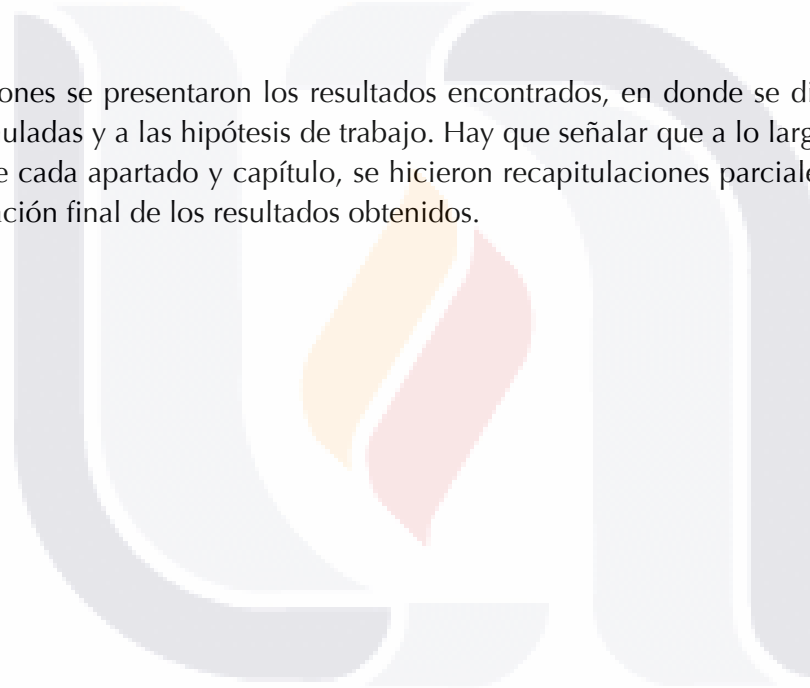 ones se presentaron los resultados encontrados, en donde se di
uladas y a las hipótesis de trabajo. Hay que señalar que a lo larg
e cada apartado y capítulo, se hicieron recapitulaciones parciale
ción final de los resultados obtenidos.